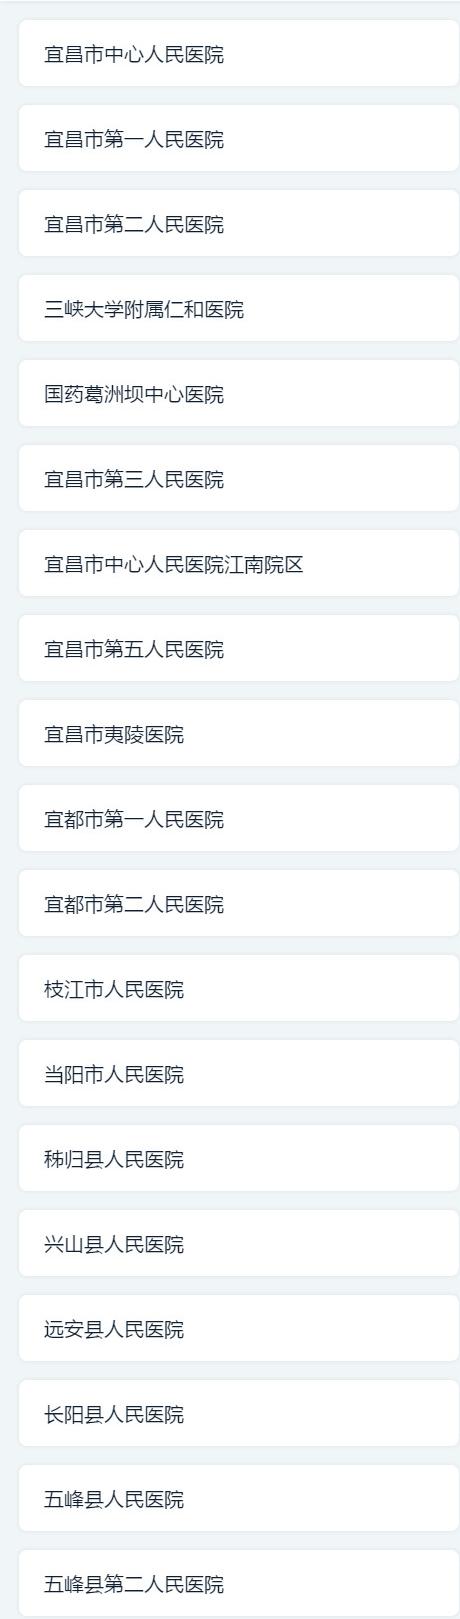 宜昌市中心人民医院
宜昌市第一人民医院
宜昌市第二人民医院
三峡大学附属仁和医院
国药葛洲坝中心医院
宜昌市第三人民医院
宜昌市中心人民医院江南院区
宜昌市第五人民医院
宜昌市夷陵医院
宜都市第一人民医院
宜都市第二人民医院
枝江市人民医院
当阳市人民医院
秭归县人民医院
兴山县人民医院
远安县人民医院
长阳县人民医院
五峰县人民医院
五峰县第二人民医院